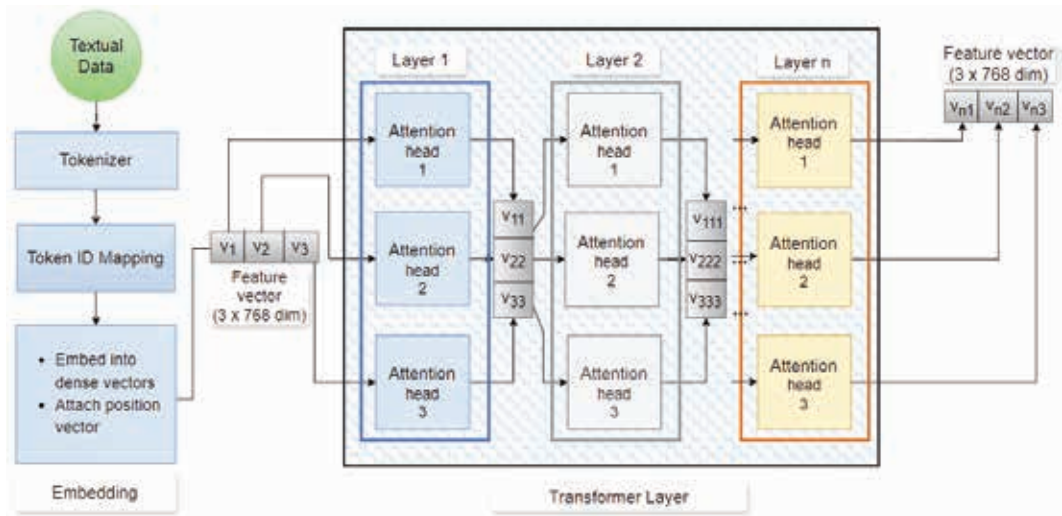 Textual
Data
Tokenizer
Token ID Mapping
• Embed into
dense vectors
• Attach position
vector
Embedding
v1 v2 v3
Feature
vector
(3 x 768 dim)
Layer 1
Attention
head
1
Attention
head
2
Attention
head
3
v11
v22
v33
Layer 2
Attention
head
1
Attention
head
2
Attention
head
3
v111
v222
v333
...
...
...
Layer n
Attention
head
1
Attention
head
2
Attention
head
3
Transformer Layer
Feature vector
(3 x 768 dim)
vn1 vn2 vn3